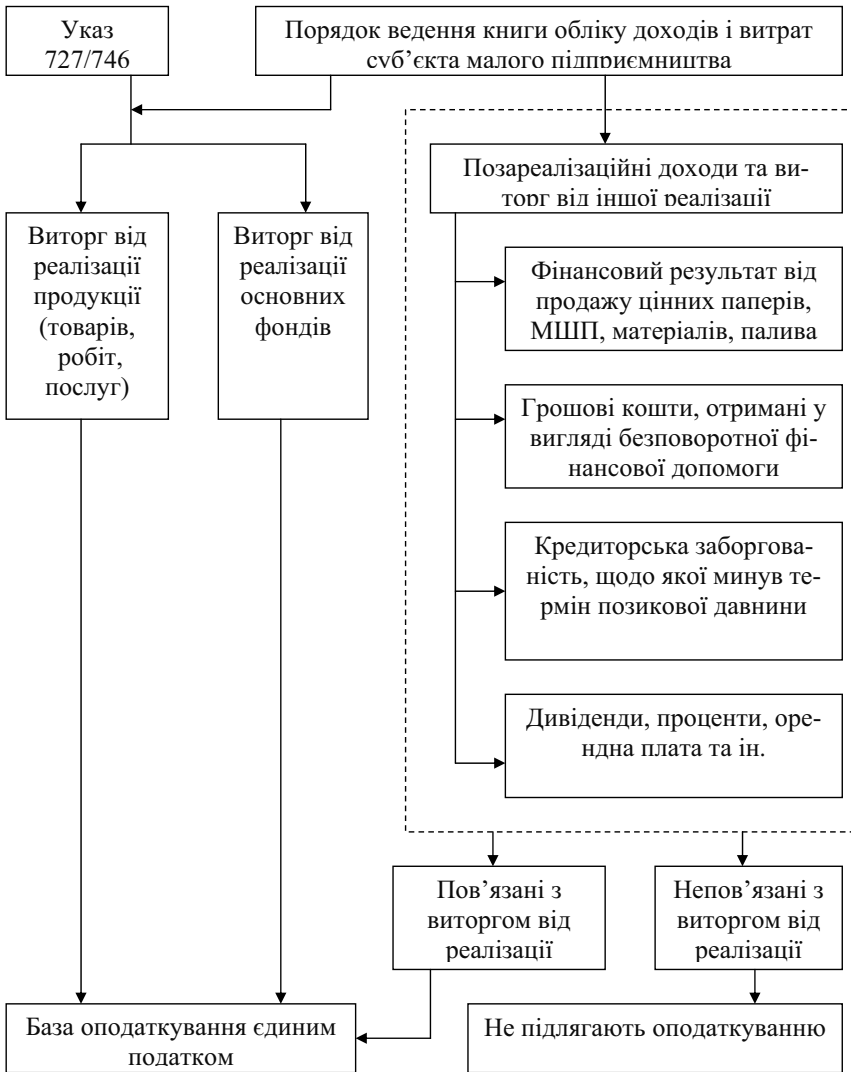 Указ
727/746
Порядок ведення книги обліку доходів і витрат
суб’єкта малого підприємництва
Позареалізаційні доходи та ви-
торг від іншої реалізації
Виторг від
реалізації
продукції
(товарів,
робіт,
послуг)
Виторг від
реалізації
основних
фондів
Фінансовий результат від
продажу цінних паперів,
МШП, матеріалів, палива
Грошові кошти, отримані у
вигляді безповоротної фі-
нансової допомоги
Кредиторська заборгова-
ність, щодо якої минув те-
рмін позикової давнини
Дивіденди, проценти, оре-
ндна плата та ін.
Пов’язані з
виторгом від
реалізації
Непов’язані з
виторгом від
реалізації
База оподаткування єдиним
податком
Не підлягають оподаткуванню